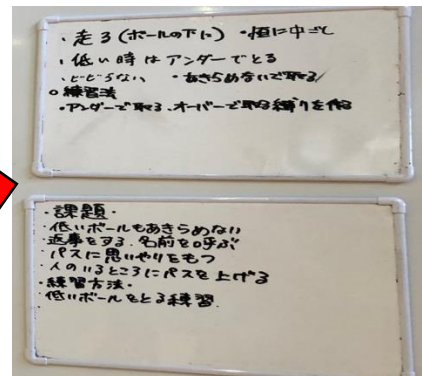 ・走る(ボールの下に) ・恒に中ごし
・低い時はアンダーでとる
・ビビらない ・あきらめないで取る
○練習法
・アンダーで取る、オーバーで取る縛りを作る
・課題・
・低いボールもあきらめない
・返事をする、名前を呼ぶ
・パスに思いやりをもつ
・人のいるところにパスを上げる
・練習方法・
・低いボールをとる練習.